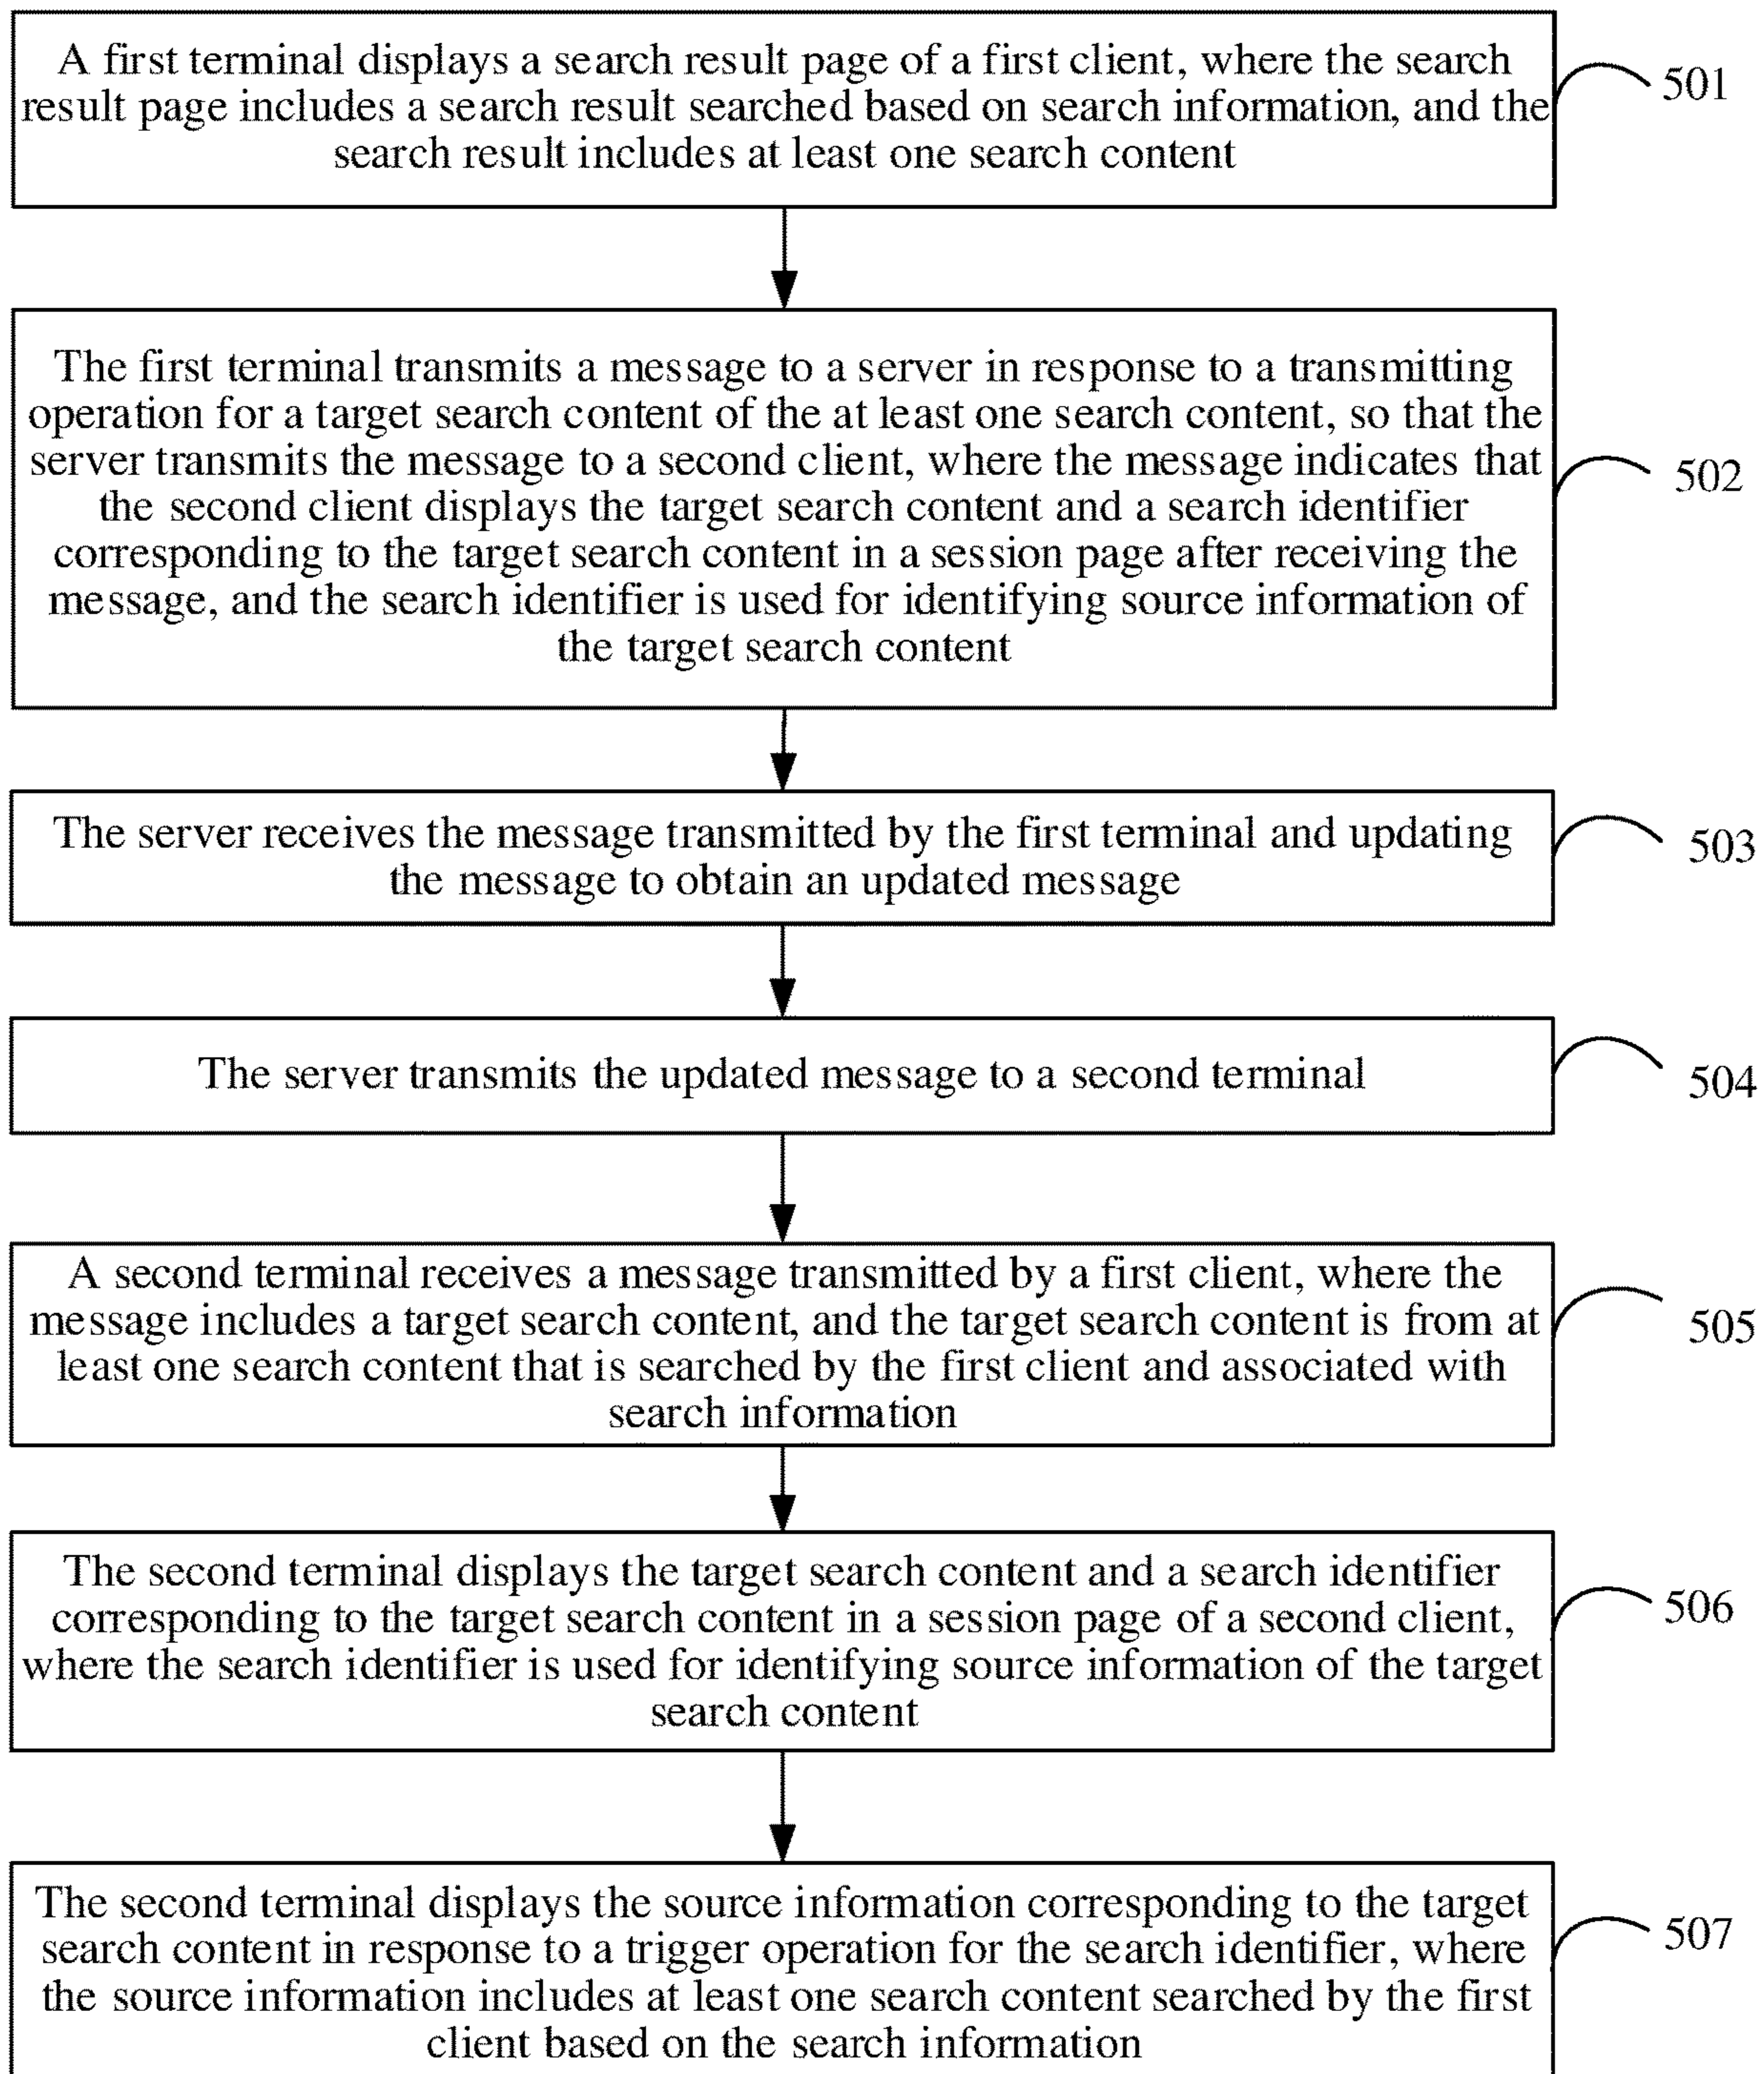 A first terminal displays a search result page of a first client, where the search
result page includes a search result searched based on search information, and the
search result includes at least one search content
501
The first terminal transmits a message to a server in response to a transmitting
operation for a target search content of the at least one search content, so that the
server transmits the message to a second client, where the message indicates that
the second client displays the target search content and a search identifier
corresponding to the target search content in a session page after receiving the
message, and the search identifier is used for identifying source information of
the target search content
502
The server receives the message transmitted by the first terminal and updating
the message to obtain an updated message
503
The server transmits the updated message to a second terminal
504
A second terminal receives a message transmitted by a first client, where the
message includes a target search content, and the target search content is from at
least one search content that is searched by the first client and associated with
search information
505
The second terminal displays the target search content and a search identifier
corresponding to the target search content in a session page of a second client,
where the search identifier is used for identifying source information of the target
search content
506
The second terminal displays the source information corresponding to the target
search content in response to a trigger operation for the search identifier, where
the source information includes at least one search content searched by the first
client based on the search information
507